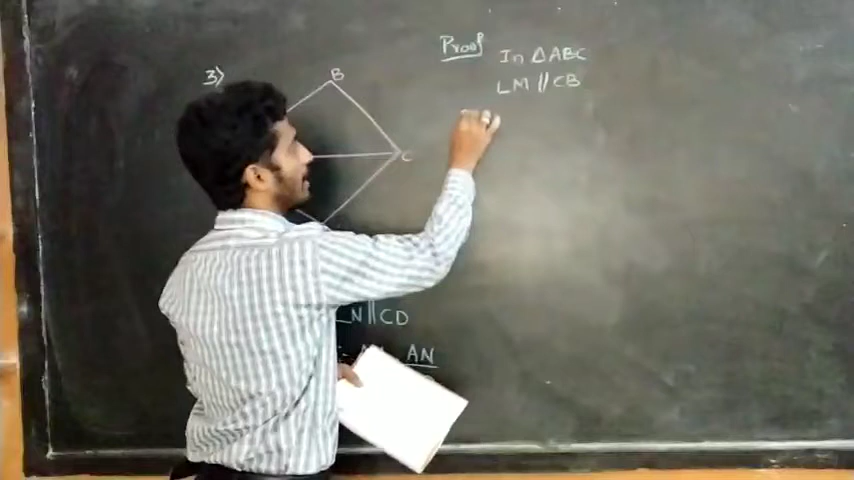 3)
B
C
LN ∥ CD
AN
Proof
In △ABC
LM ∥ CB